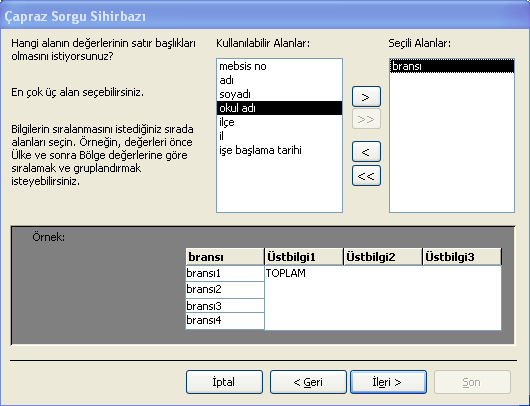 Çapraz Sorgu Sihirbazı
Hangi alanın değerlerinin satır başlıkları
olmasını istiyorsunuz?
En çok üç alan seçebilirsiniz.
Bilgilerin sıralanmasını istediğiniz sırada
alanları seçin. Örneğin, değerleri önce
Ülke ve sonra Bölge değerlerine göre
sıralamak ve gruplandırmak
isteyebilirsiniz.
Kullanılabilir Alanlar:
mebsis no
adı
soyadı
okul adı
ilçe
il
işe başlama tarihi
>
>>
<
<<
Seçili Alanlar:
bransı
Örnek:
bransı Üstbilgi1 Üstbilgi2 Üstbilgi3
bransı1 TOPLAM
bransı2
bransı3
bransı4
İptal
< Geri
İleri >
Son